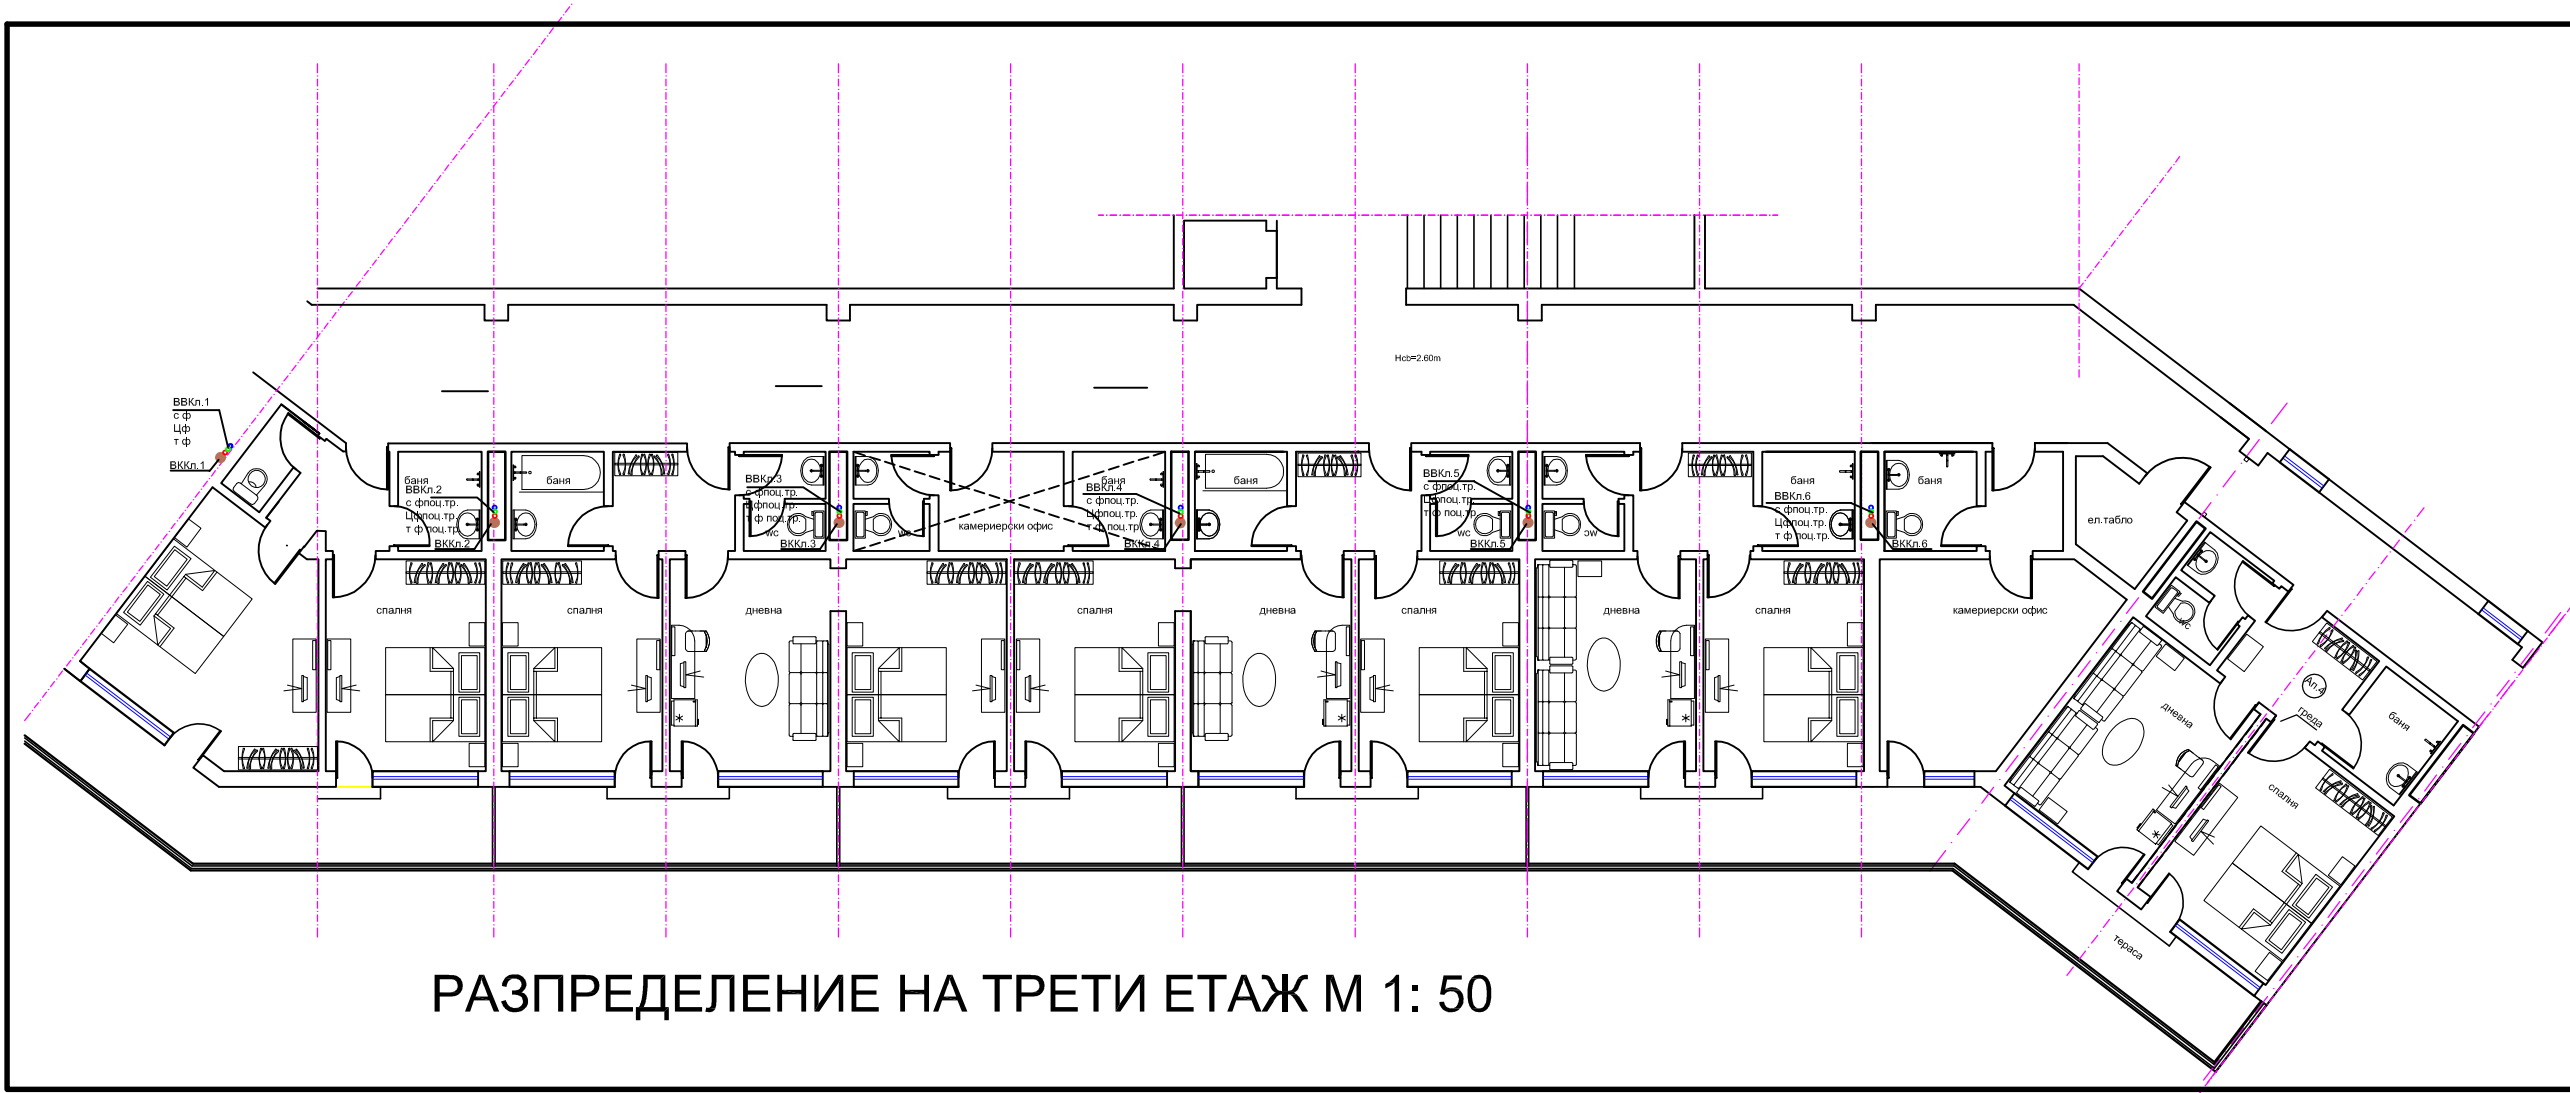 Нсв=2.60m
ВВКл.1
с ф
Цф
т ф
ВККл.1
баня
ВВКл.2
с фпоц.тр.
Цфпоц.тр.
т ф поц.тр.
ВККл.2
баня
ВВКл.3
с фпоц.тр.
Цфпоц.тр.
т ф поц.тр.
wc
ВККл.3
wc
камериерски офис
баня
ВВКл.4
с фпоц.тр.
Цфпоц.тр.
т ф поц.тр.
ВККл.4
баня
ВВКл.5
с фпоц.тр.
Цфпоц.тр.
т ф поц.тр.
wc
ВККл.5
wc
баня
ВВКл.6
с фпоц.тр.
Цфпоц.тр.
т ф поц.тр.
баня
ВККл.6
ел.табло
wc
спалня
спалня
дневна
спалня
дневна
спалня
дневна
спалня
камериерски офис
Ап.4
дневна
греда
баня
спалня
тераса
РАЗПРЕДЕЛЕНИЕ НА ТРЕТИ ЕТАЖ М 1: 50